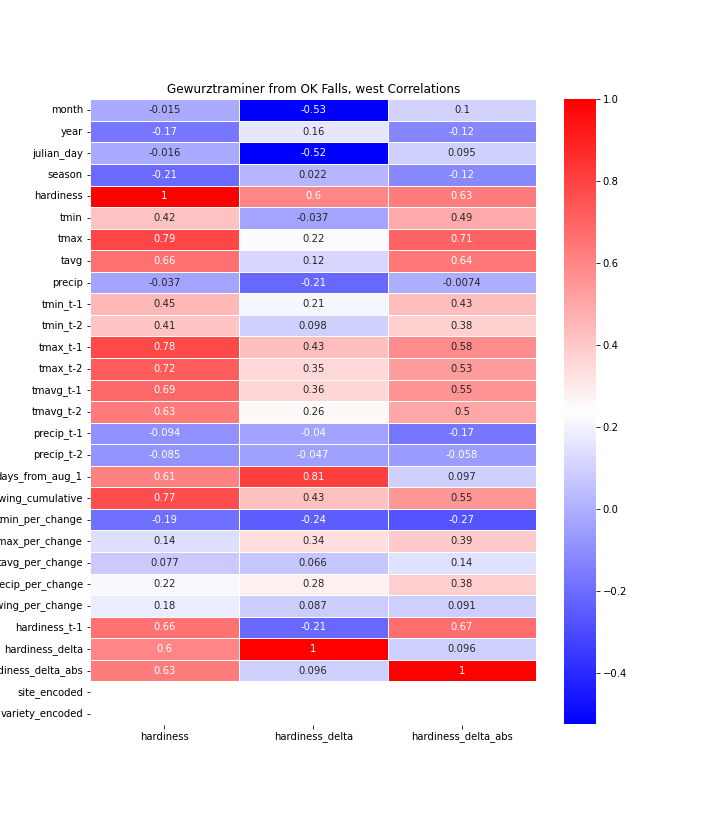 Gewurztraminer from OK Falls, west Correlations
month -0.015 -0.53 0.1
year -0.17 0.16 -0.12
julian_day -0.016 -0.52 0.095
season -0.21 0.022 -0.12
hardiness 1 0.6 0.63
tmin 0.42 -0.037 0.49
tmax 0.79 0.22 0.71
tavg 0.66 0.12 0.64
precip -0.037 -0.21 -0.0074
tmin_t-1 0.45 0.21 0.43
tmin_t-2 0.41 0.098 0.38
tmax_t-1 0.78 0.43 0.58
tmax_t-2 0.72 0.35 0.53
tmavg_t-1 0.69 0.36 0.55
tmavg_t-2 0.63 0.26 0.5
precip_t-1 -0.094 -0.04 -0.17
precip_t-2 -0.085 -0.047 -0.058
days_from_aug_1 0.61 0.81 0.097
wing_cumulative 0.77 0.43 0.55
tmin_per_change -0.19 -0.24 -0.27
max_per_change 0.14 0.34 0.39
tavg_per_change 0.077 0.066 0.14
ecip_per_change 0.22 0.28 0.38
wing_per_change 0.18 0.087 0.091
hardiness_t-1 0.66 -0.21 0.67
hardiness_delta 0.6 1 0.096
diness_delta_abs 0.63 0.096 1
site_encoded
variety_encoded
hardiness hardiness_delta hardiness_delta_abs
1.0
0.8
0.6
0.4
0.2
0.0
−0.2
−0.4